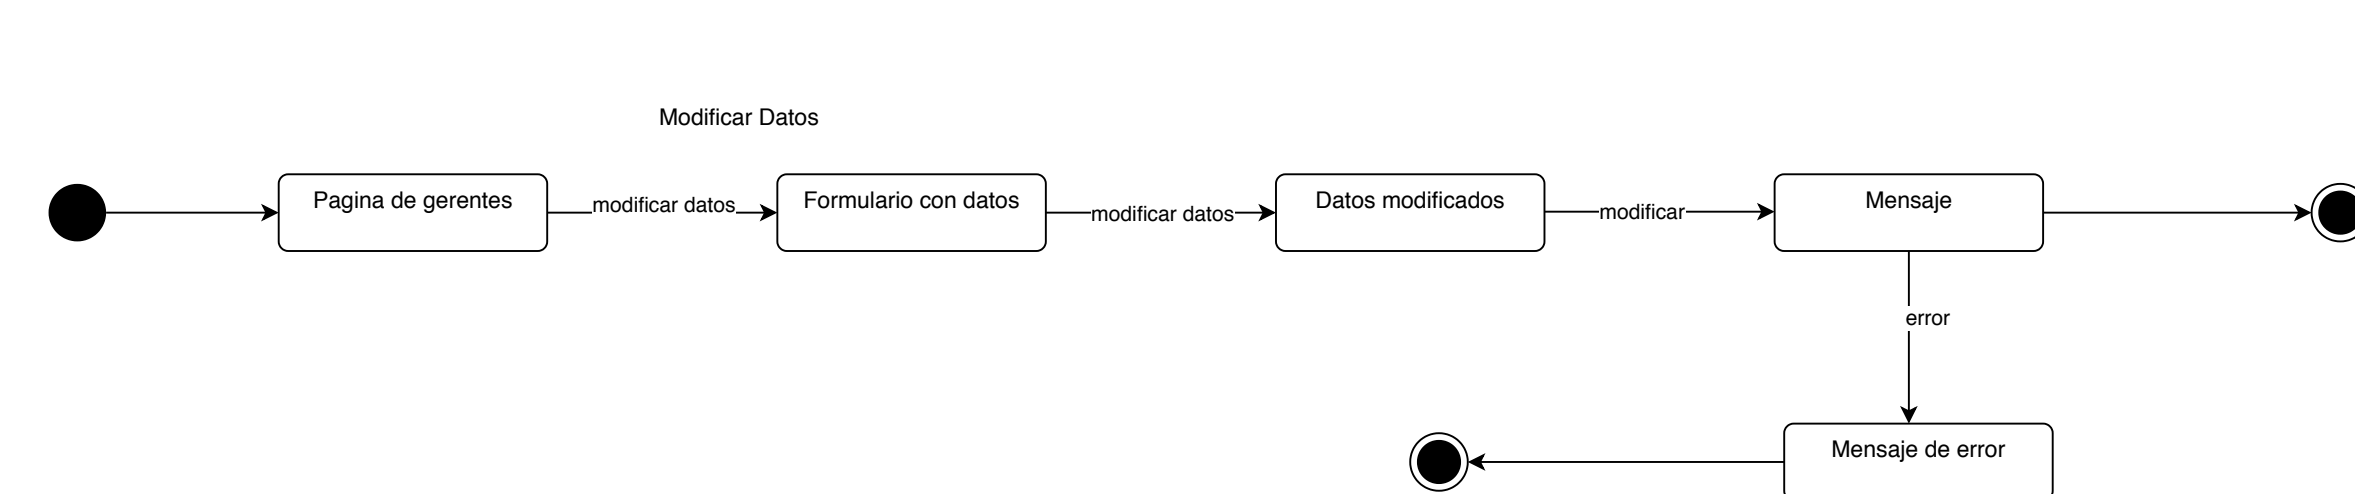 Modificar Datos
Pagina de gerentes
modificar datos
Formulario con datos
modificar datos
Datos modificados
modificar
Mensaje
error
Mensaje de error